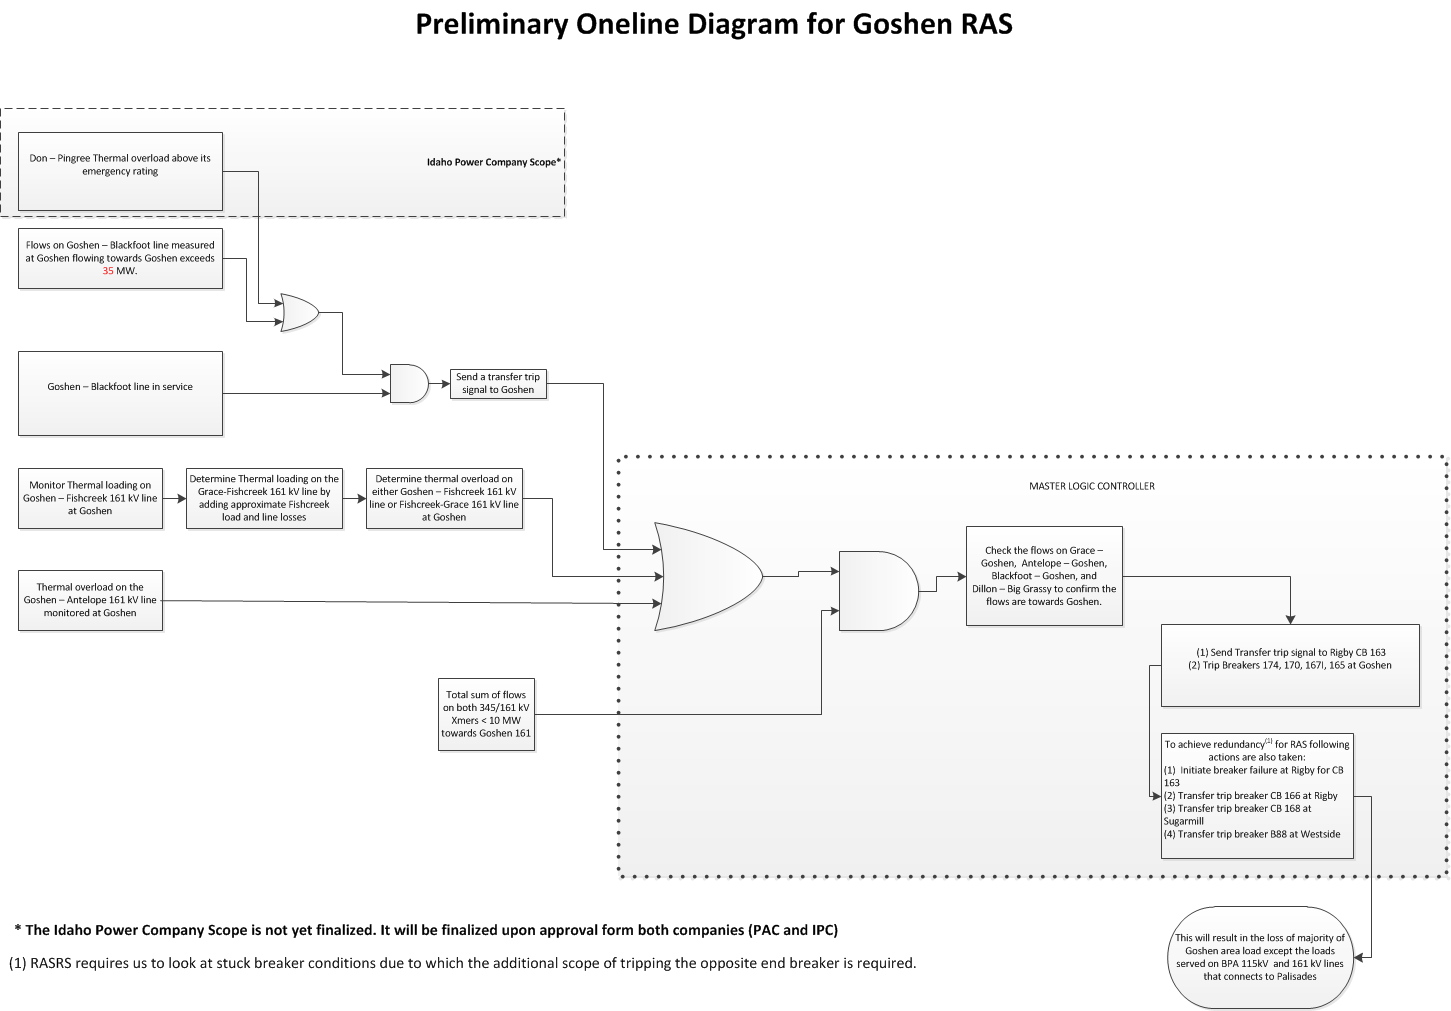 Preliminary Oneline Diagram for Goshen RAS
Don – Pingree Thermal overload above its
emergency rating
Idaho Power Company Scope*
Flows on Goshen – Blackfoot line measured
at Goshen flowing towards Goshen exceeds
35 MW.
Goshen – Blackfoot line in service
Send a transfer trip
signal to Goshen
Monitor Thermal loading on
Goshen – Fishcreek 161 kV line
at Goshen
Determine Thermal loading on the
Grace-Fishcreek 161 kV line by
adding approximate Fishcreek
load and line losses
Determine thermal overload on
either Goshen – Fishcreek 161 kV
line or Fishcreek-Grace 161 kV line
at Goshen
Thermal overload on the
Goshen – Antelope 161 kV line
monitored at Goshen
Total sum of flows
on both 345/161 kV
Xmers < 10 MW
towards Goshen 161
MASTER LOGIC CONTROLLER
Check the flows on Grace –
Goshen, Antelope – Goshen,
Blackfoot – Goshen, and
Dillon – Big Grassy to confirm the
flows are towards Goshen.
(1) Send Transfer trip signal to Rigby CB 163
(2) Trip Breakers 174, 170, 167I, 165 at Goshen
To achieve redundancy(1) for RAS following
actions are also taken:
(1) Initiate breaker failure at Rigby for CB
163
(2) Transfer trip breaker CB 166 at Rigby
(3) Transfer trip breaker CB 168 at
Sugarmill
(4) Transfer trip breaker B88 at Westside
This will result in the loss of majority of
Goshen area load except the loads
served on BPA 115kV and 161 kV lines
that connects to Palisades
* The Idaho Power Company Scope is not yet finalized. It will be finalized upon approval form both companies (PAC and IPC)
(1) RASRS requires us to look at stuck breaker conditions due to which the additional scope of tripping the opposite end breaker is required.